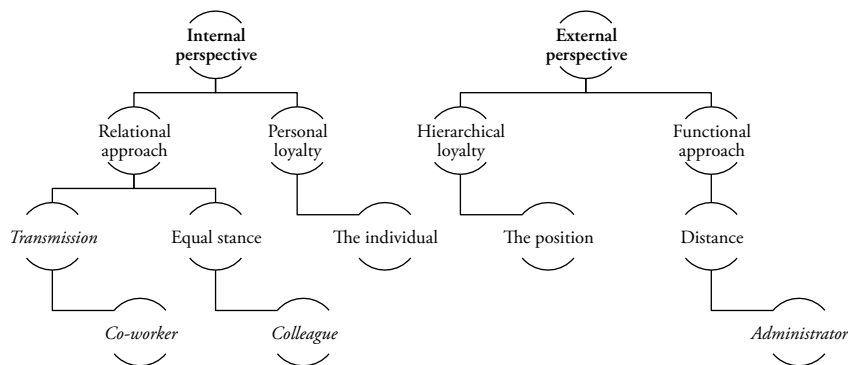 Internal
perspective
External
perspective
Relational
approach
Personal
loyalty
Hierarchical
loyalty
Functional
approach
Transmission
Equal stance
The individual
The position
Distance
Co-worker
Colleague
Administrator